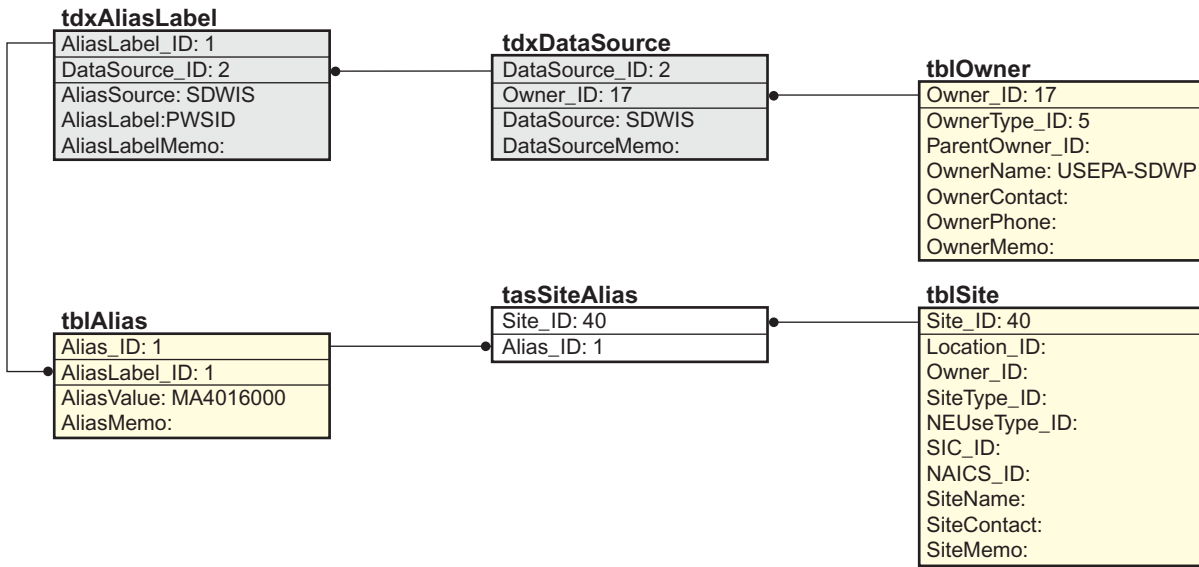 tdxAliasLabel
AliasLabel_ID: 1
DataSource_ID: 2
AliasSource: SDWIS
AliasLabel:PWSID
AliasLabelMemo:
tdxDataSource
DataSource_ID: 2
Owner_ID: 17
DataSource: SDWIS
DataSourceMemo:
tblOwner
Owner_ID: 17
OwnerType_ID: 5
ParentOwner_ID:
OwnerName: USEPA-SDWP
OwnerContact:
OwnerPhone:
OwnerMemo:
tblAlias
Alias_ID: 1
AliasLabel_ID: 1
AliasValue: MA4016000
AliasMemo:
tasSiteAlias
Site_ID: 40
Alias_ID: 1
tblSite
Site_ID: 40
Location_ID:
Owner_ID:
SiteType_ID:
NEUseType_ID:
SIC_ID:
NAICS_ID:
SiteName:
SiteContact:
SiteMemo: